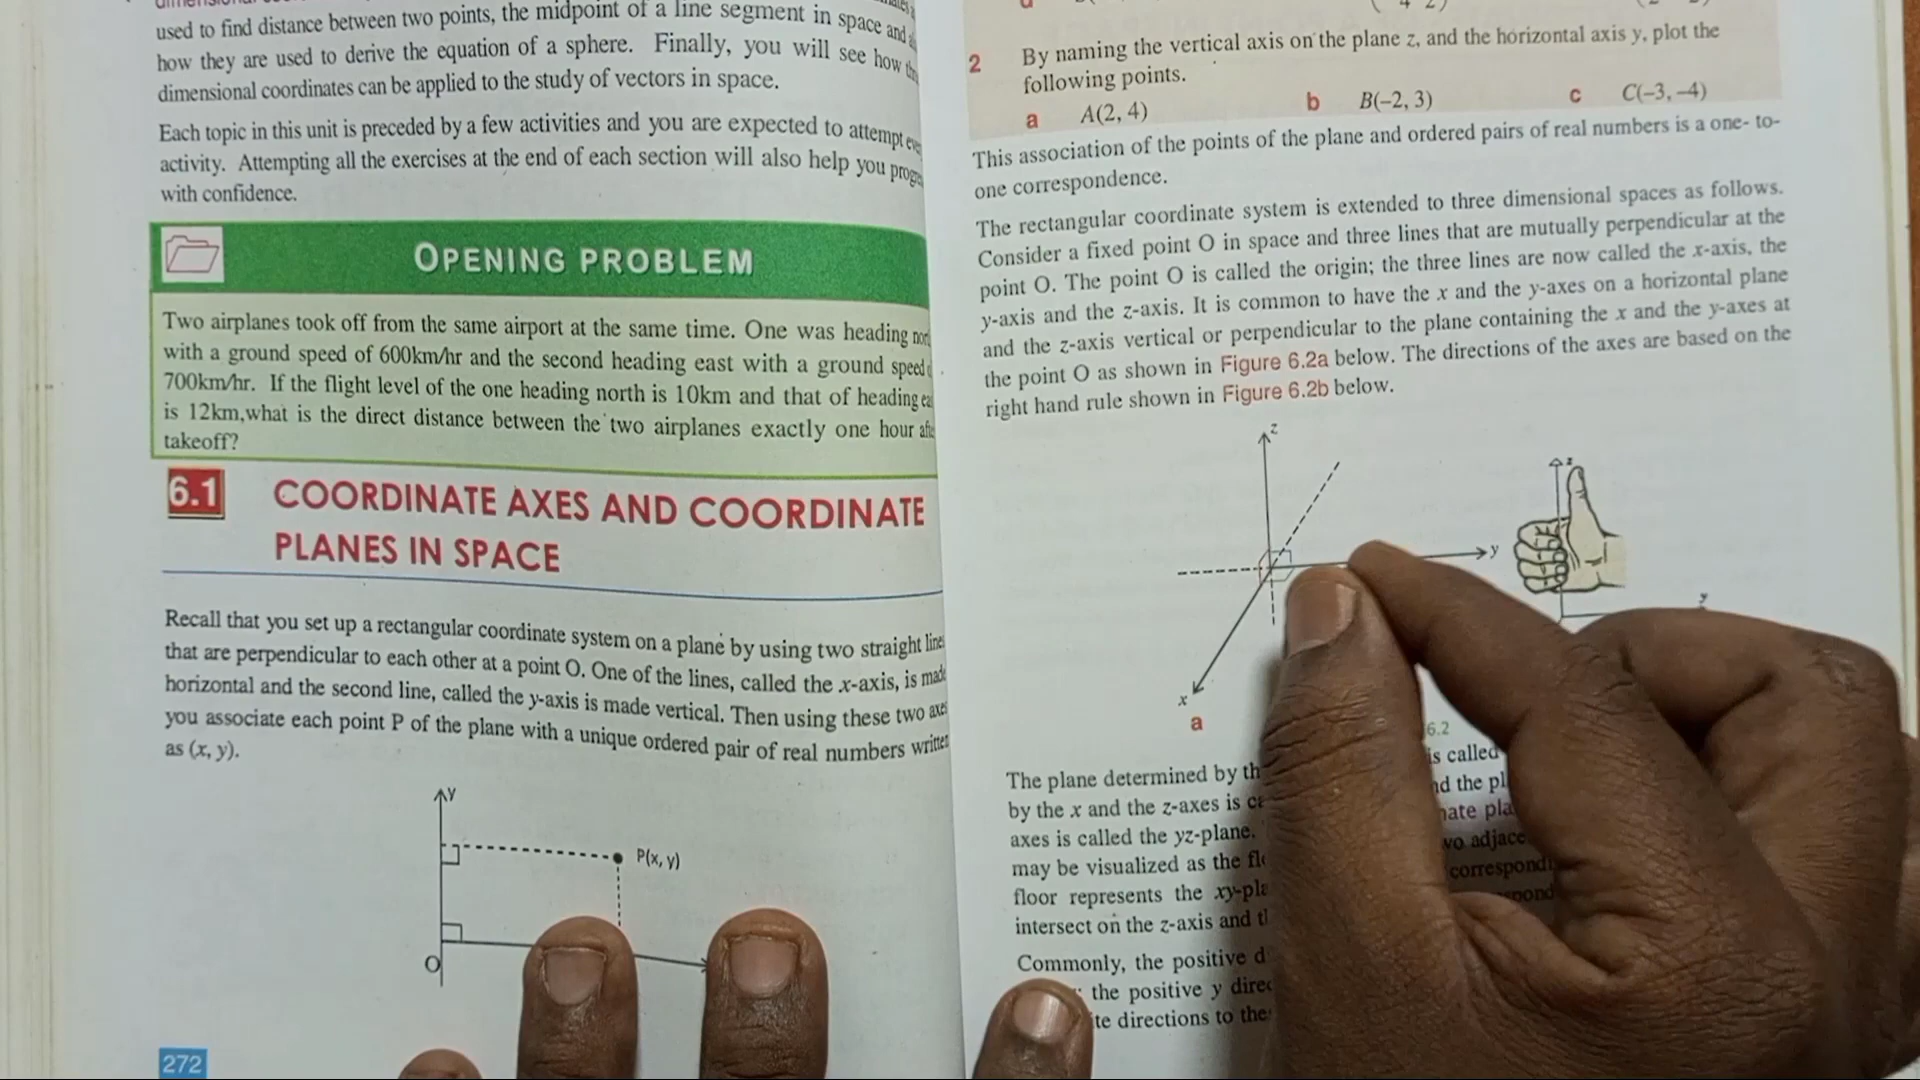 used to find distance between two points, the midpoint of a line segment in space and
how they are used to derive the equation of a sphere. Finally, you will see how
dimensional coordinates can be applied to the study of vectors in space.
Each topic in this unit is preceded by a few activities and you are expected to attempt
activity. Attempting all the exercises at the end of each section will also help you
with confidence.
OPENING PROBLEM
Two airplanes took off from the same airport at the same time. One was heading
with a ground speed of 600km/hr and the second heading east with a ground speed
700km/hr. If the flight level of the one heading north is 10km and that of heading
is 12km,what is the direct distance between the two airplanes exactly one hour
takeoff?
6.1 COORDINATE AXES AND COORDINATE
PLANES IN SPACE
Recall that you set up a rectangular coordinate system on a plane by using two straight
that are perpendicular to each other at a point O. One of the lines, called the x-axis, is
horizontal and the second line, called the y-axis is made vertical. Then using these two
you associate each point P of the plane with a unique ordered pair of real numbers
as (x, y).
y
P(x, y)
O
272
2 By naming the vertical axis on the plane z, and the horizontal axis y, plot the
following points.
a A(2, 4) b B(–2, 3) c C(–3, –4)
This association of the points of the plane and ordered pairs of real numbers is a one- to-
one correspondence.
The rectangular coordinate system is extended to three dimensional spaces as follows.
Consider a fixed point O in space and three lines that are mutually perpendicular at the
point O. The point O is called the origin; the three lines are now called the x-axis, the
y-axis and the z-axis. It is common to have the x and the y-axes on a horizontal plane
and the z-axis vertical or perpendicular to the plane containing the x and the y-axes at
the point O as shown in Figure 6.2a below. The directions of the axes are based on the
right hand rule shown in Figure 6.2b below.
z
z
y
y
x
a
6.2
The plane determined by is called
by the x and the z-axes is
axes is called the yz-plane.
may be visualized as the
floor represents the
intersect on the z-axis and
Commonly, the positive
the positive y
directions to the